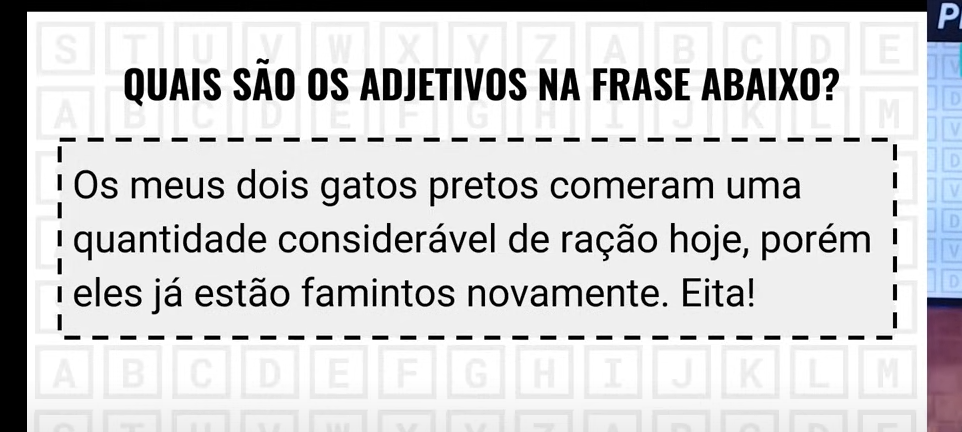 QUAIS SÃO OS ADJETIVOS NA FRASE ABAIXO?
Os meus dois gatos pretos comeram uma
quantidade considerável de ração hoje, porém
eles já estão famintos novamente. Eita!
S T U V W X Y Z A B C D E
A B C D E F G H I J K L M
A B C D E F G H I J K L M